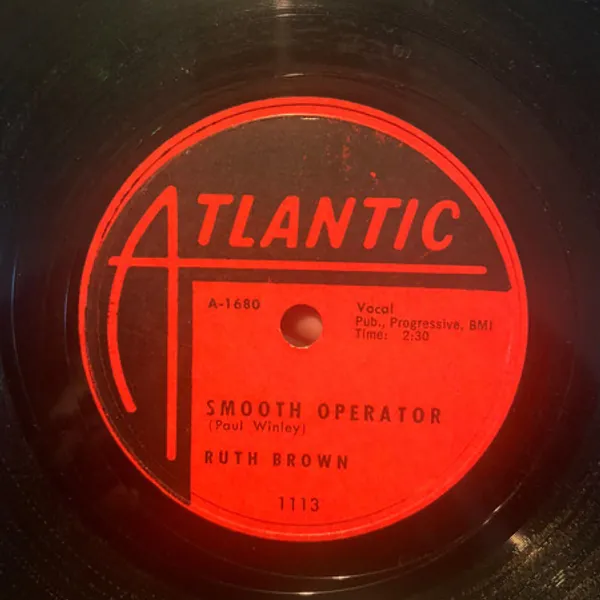 ATLANTIC
A-1680
Vocal
Pub., Progressive, BMI
Time: 2:30
SMOOTH OPERATOR
(Paul Winley)
RUTH BROWN
1113